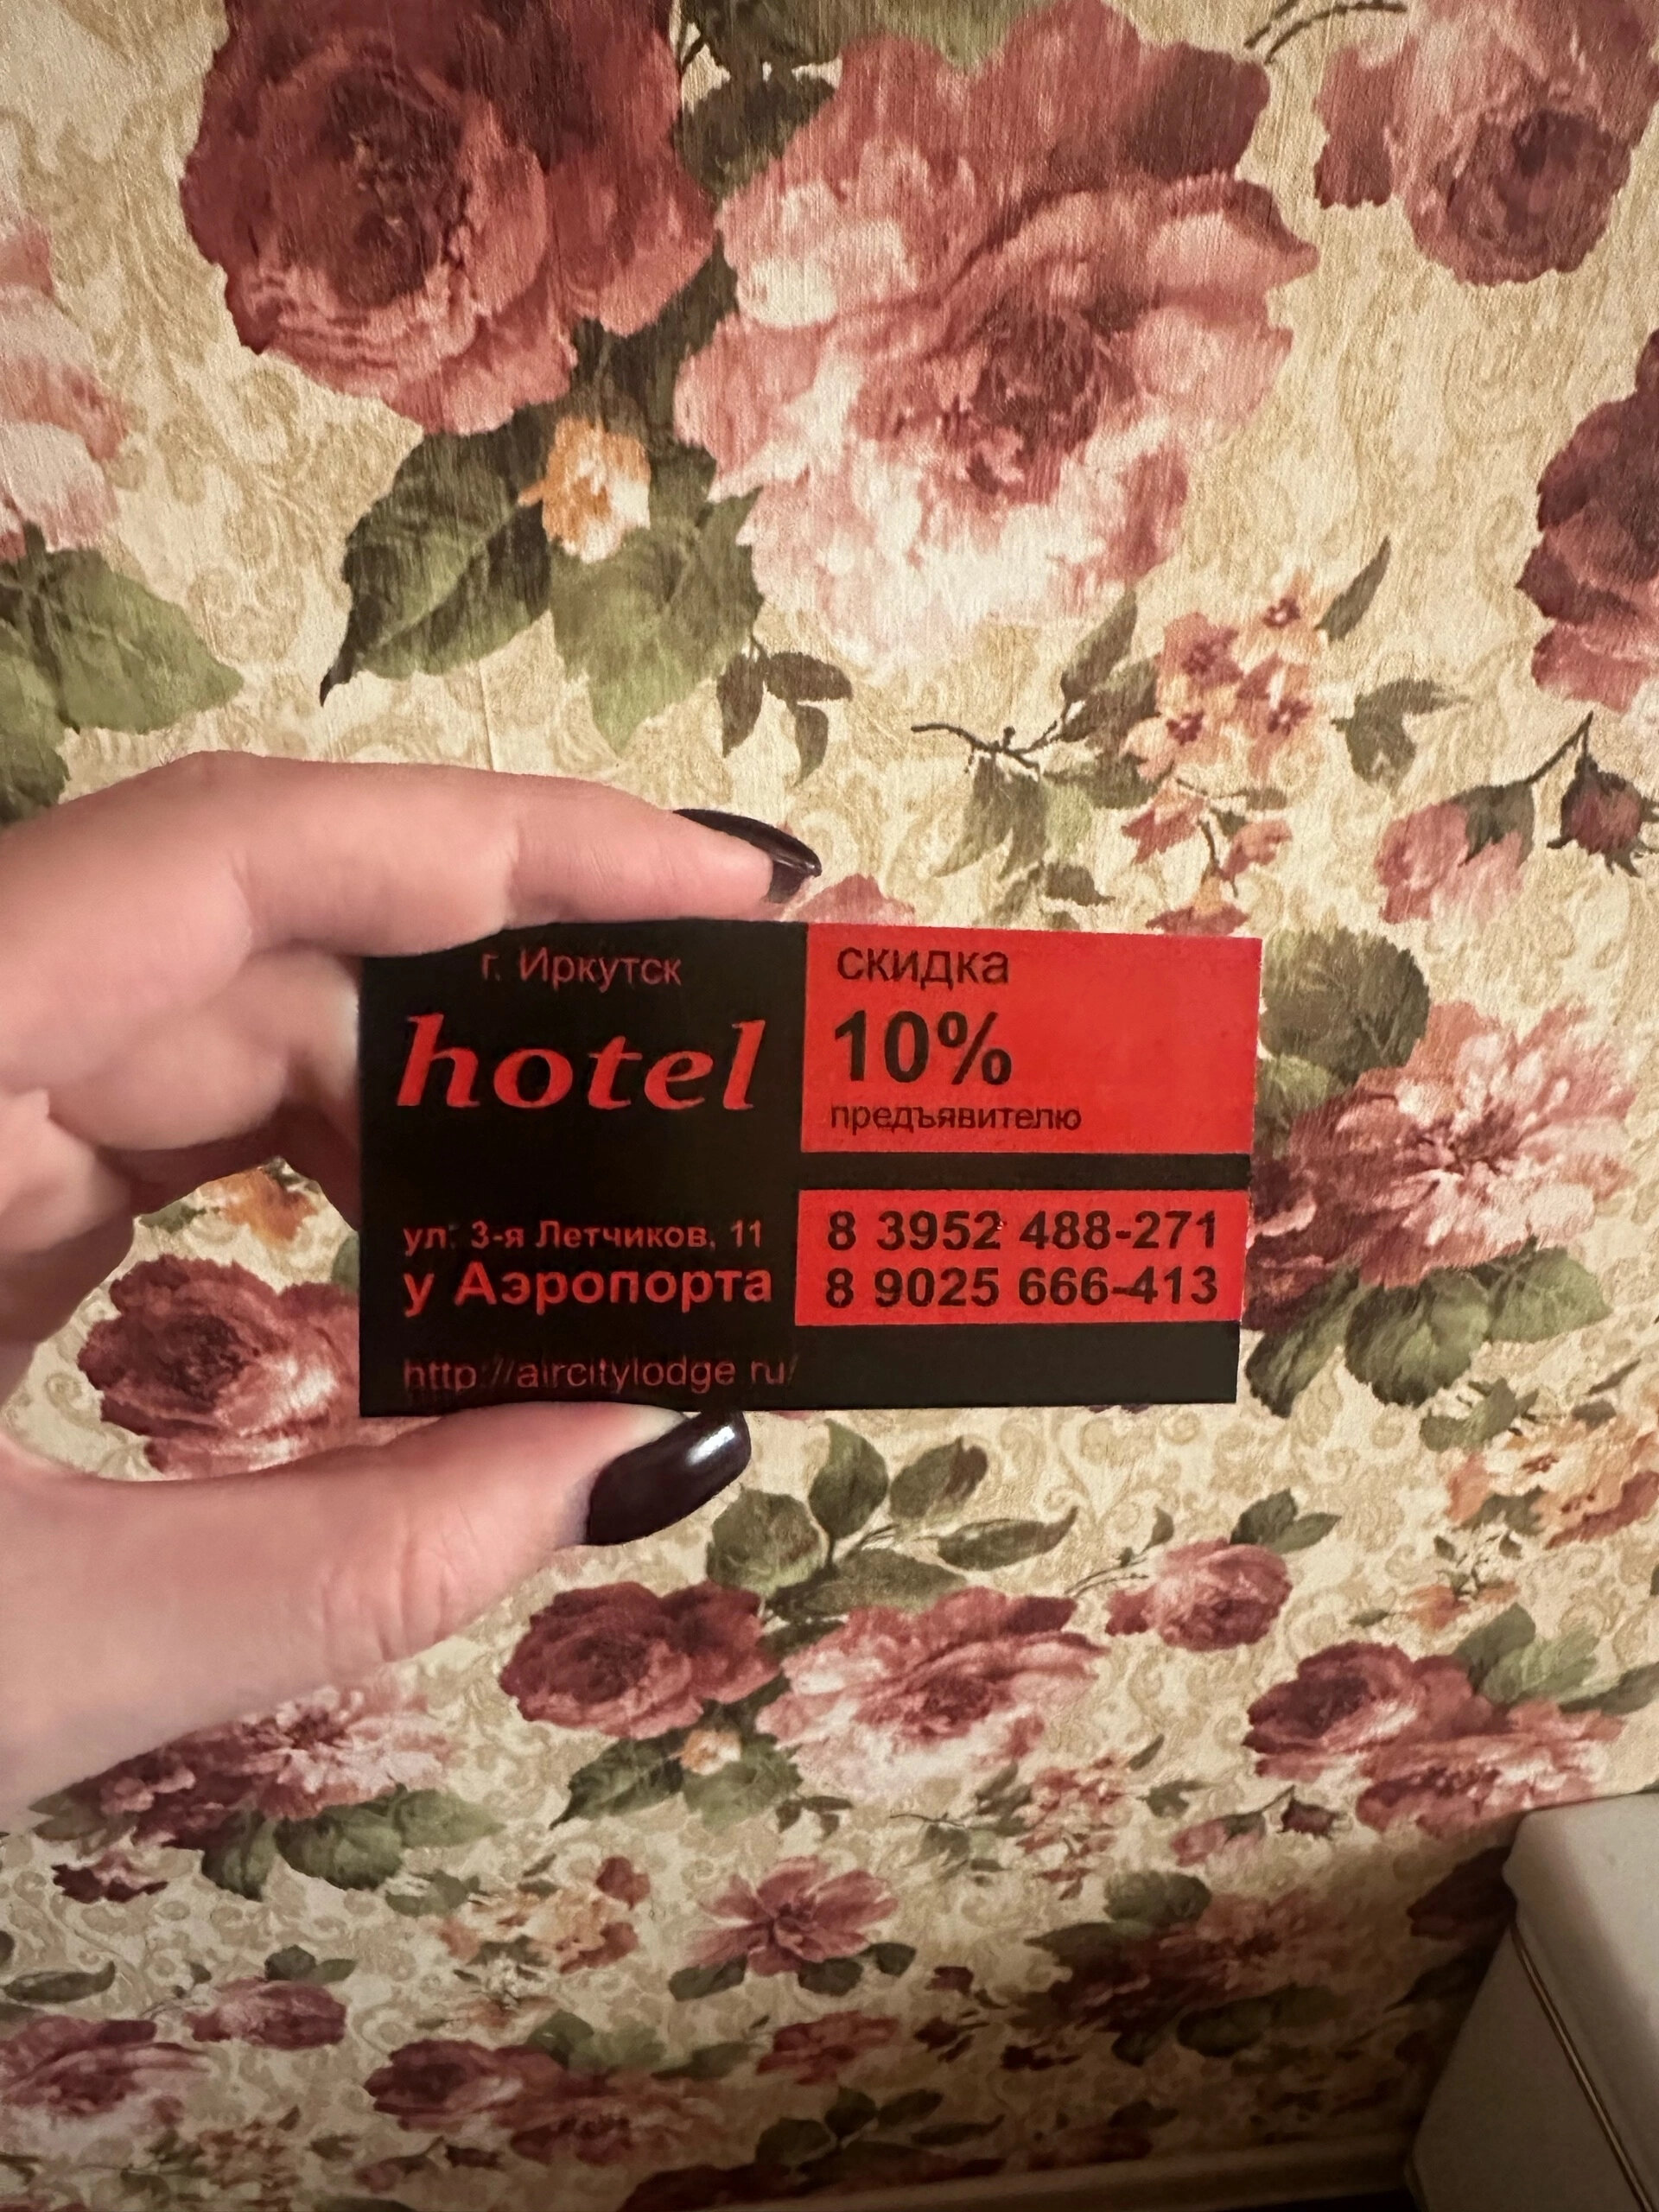 г. Иркутск
hotel
ул. 3-я Летчиков, 11
у Аэропорта
http://aircitylodge.ru/
скидка
10%
предъявителю
8 3952 488-271
8 9025 666-413